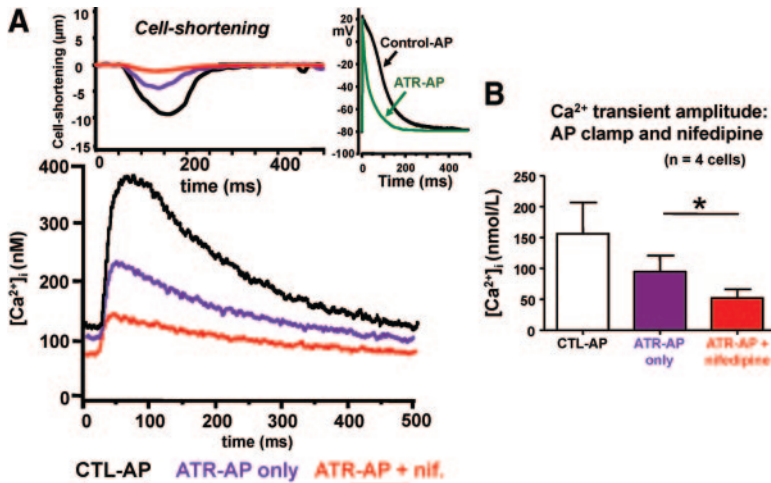 A
Cell-shortening (µm)
10
5
0
-5
-10
-15
Cell-shortening
0
200
400
time (ms)
20
mV
0
-20
-40
-60
-80
Control-AP
ATR-AP
0
200
400
Time (ms)
[Ca²⁺]ᵢ (nM)
400
300
200
100
0
0
100
200
300
400
500
time (ms)
CTL-AP ATR-AP only ATR-AP + nif.
B
Ca²⁺ transient amplitude:
AP clamp and nifedipine
(n = 4 cells)
[Ca²⁺]ᵢ (nmol/L)
200
150
100
50
0
*
CTL-AP
ATR-AP
only
ATR-AP +
nifedipine